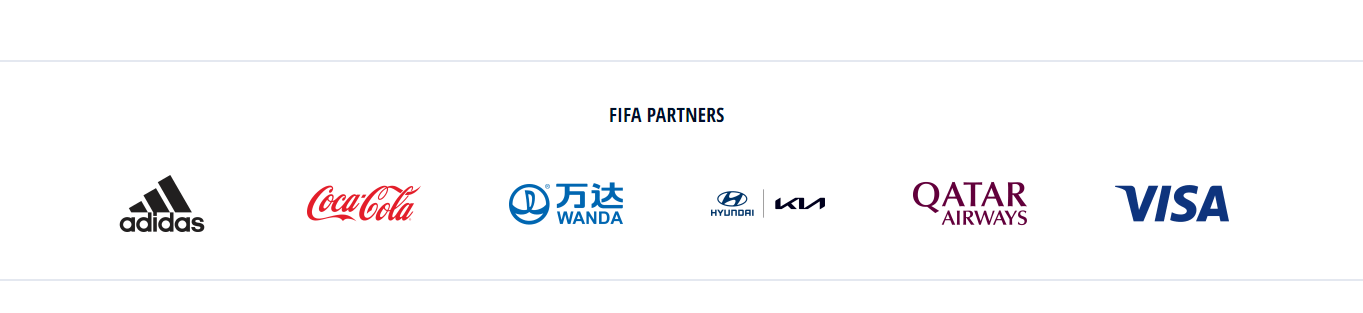 FIFA PARTNERS
adidas
Coca-Cola
万达
WANDA
HYUNDAI
KIA
QATAR
AIRWAYS
VISA